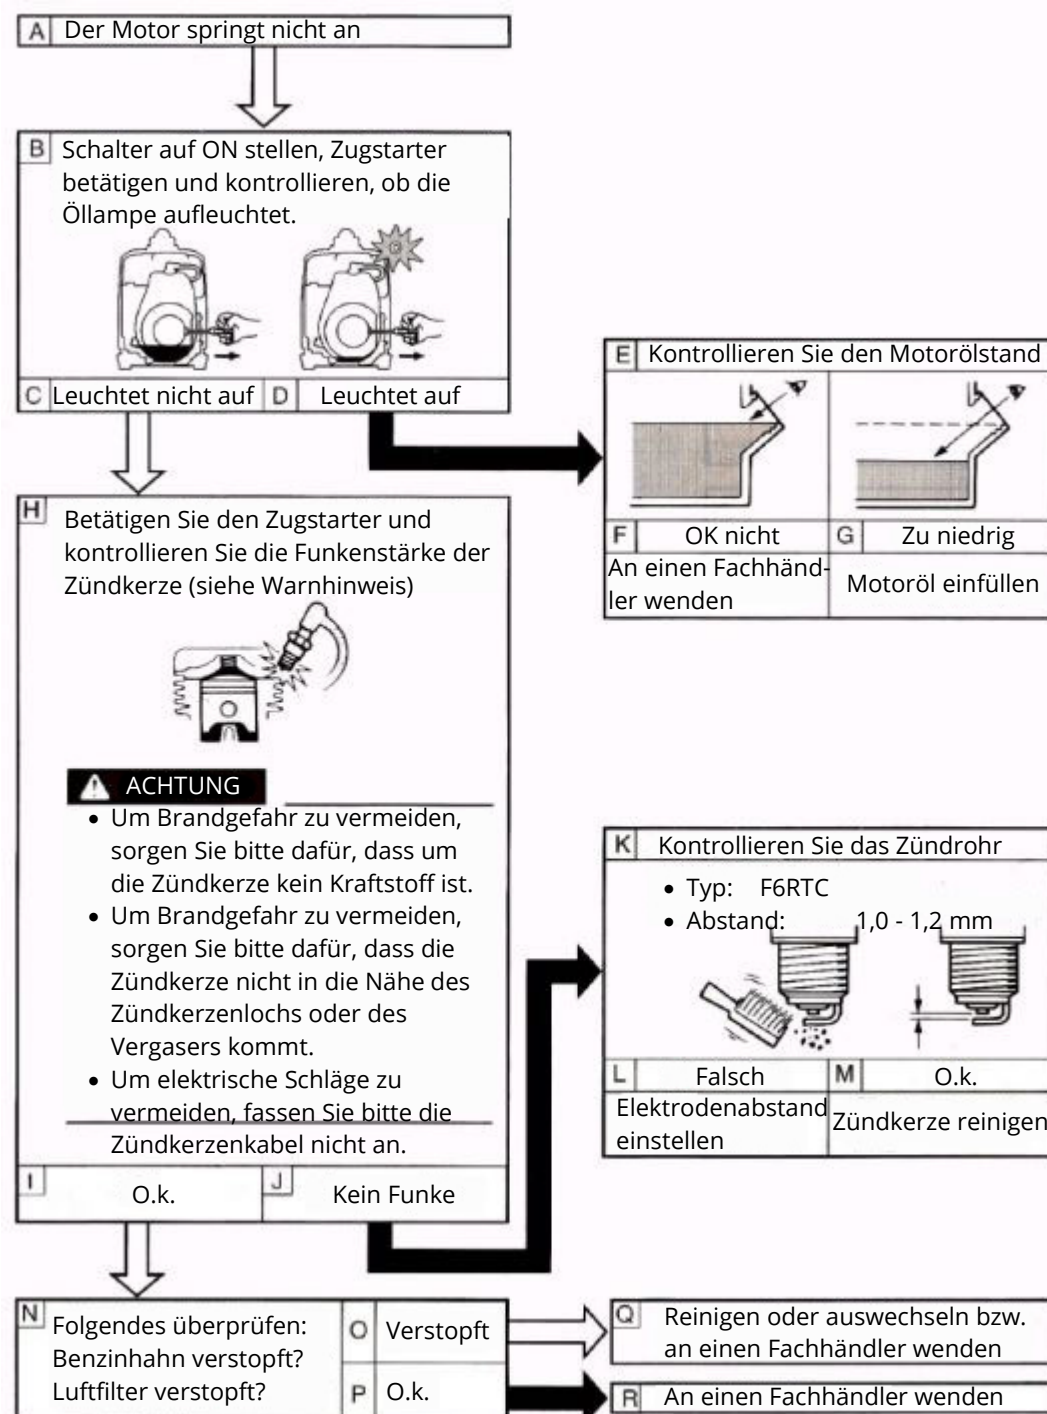 A Der Motor springt nicht an
B Schalter auf ON stellen, Zugstarter
betätigen und kontrollieren, ob die
Öllampe aufleuchtet.
C Leuchtet nicht auf D Leuchtet auf
E Kontrollieren Sie den Motorölstand
F OK nicht G Zu niedrig
An einen Fachhänd-
ler wenden
Motoröl einfüllen
H Betätigen Sie den Zugstarter und
kontrollieren Sie die Funkenstärke der
Zündkerze (siehe Warnhinweis)
ACHTUNG
• Um Brandgefahr zu vermeiden,
sorgen Sie bitte dafür, dass um
die Zündkerze kein Kraftstoff ist.
• Um Brandgefahr zu vermeiden,
sorgen Sie bitte dafür, dass die
Zündkerze nicht in die Nähe des
Zündkerzenlochs oder des
Vergasers kommt.
• Um elektrische Schläge zu
vermeiden, fassen Sie bitte die
Zündkerzenkabel nicht an.
I O.k. J Kein Funke
K Kontrollieren Sie das Zündrohr
• Typ: F6RTC
• Abstand: 1,0 - 1,2 mm
L Falsch M O.k.
Elektrodenabstand
einstellen
Zündkerze reinigen
N Folgendes überprüfen:
Benzinhahn verstopft?
Luftfilter verstopft?
O Verstopft
P O.k.
Q Reinigen oder auswechseln bzw.
an einen Fachhändler wenden
R An einen Fachhändler wenden